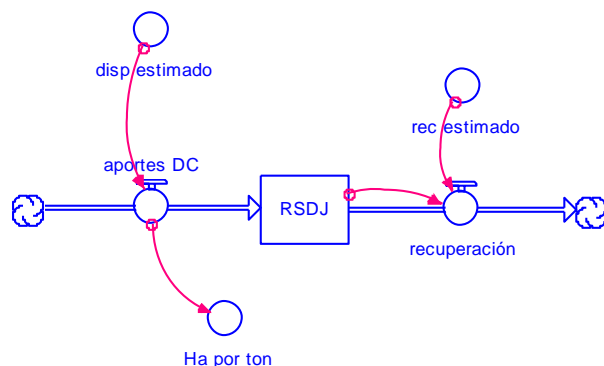 disp estimado
rec estimado
aportes DC
RSDJ
recuperación
Ha por ton